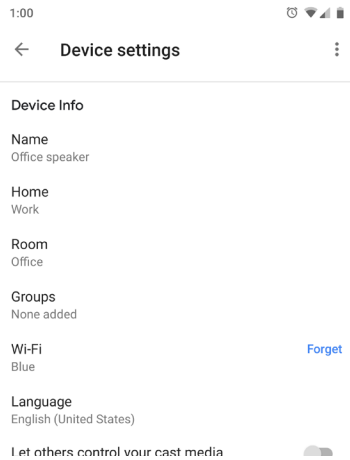 1:00
Device settings
Device Info
Name
Office speaker
Home
Work
Room
Office
Groups
None added
Wi-Fi
Forget
Blue
Language
English (United States)
Let others control your cast media